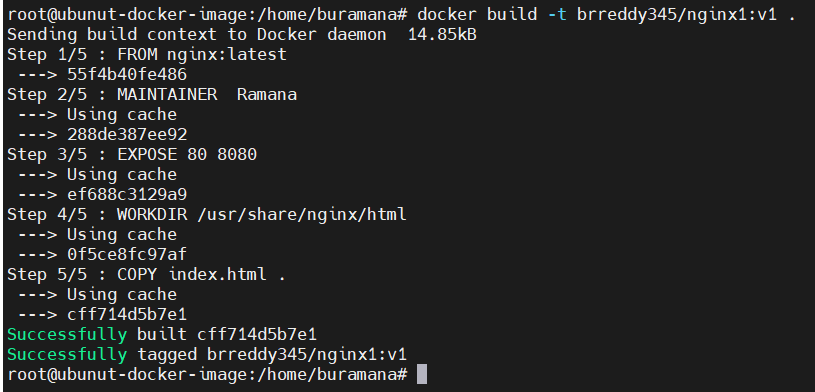 root@ubunut-docker-image:/home/buramana# docker build -t brreddy345/nginx1:v1 .
Sending build context to Docker daemon  14.85kB
Step 1/5 : FROM nginx:latest
 ---> 55f4b40fe486
Step 2/5 : MAINTAINER  Ramana
 ---> Using cache
 ---> 288de387ee92
Step 3/5 : EXPOSE 80 8080
 ---> Using cache
 ---> ef688c3129a9
Step 4/5 : WORKDIR /usr/share/nginx/html
 ---> Using cache
 ---> 0f5ce8fc97af
Step 5/5 : COPY index.html .
 ---> Using cache
 ---> cff714d5b7e1
Successfully built cff714d5b7e1
Successfully tagged brreddy345/nginx1:v1
root@ubunut-docker-image:/home/buramana#